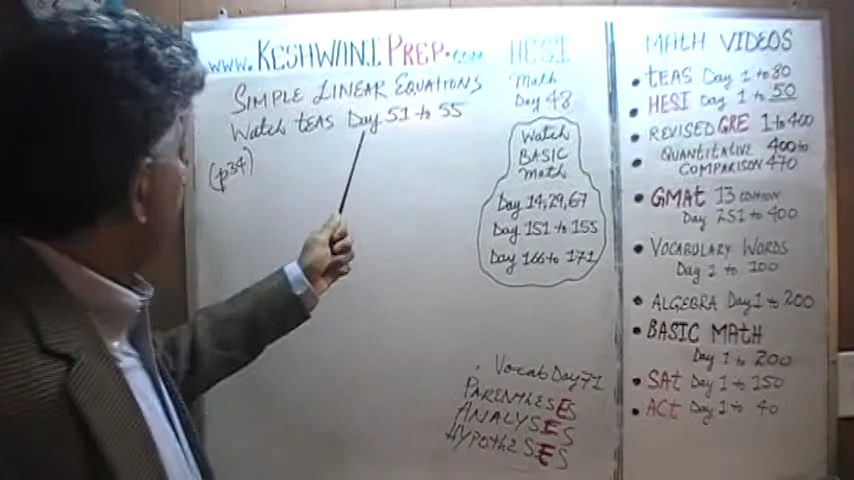 www.KESHWANIPREP.com
HESI
Math
Day 48
SIMPLE LINEAR EQUATIONS
Watch TEAS Day 51 to 55
(p34)
Watch
BASIC
Math
Day 14, 29, 67
Day 151 to 155
Day 166 to 171
. Vocab Day 71
PARENTHESES
ANALYSES
HYPOTHESES
MATH VIDEOS
• TEAS Day 1 to 80
• HESI Day 1 to 50
• REVISED GRE 1 to 400
• QUANTITATIVE 400 to
COMPARISON 470
• GMAT 13 EDITION
Day 251 to 400
• VOCABULARY WORDS
Day 1 to 100
• ALGEBRA Day 1 to 200
• BASIC MATH
Day 1 to 200
• SAT Day 1 to 150
• ACT Day 1 to 40